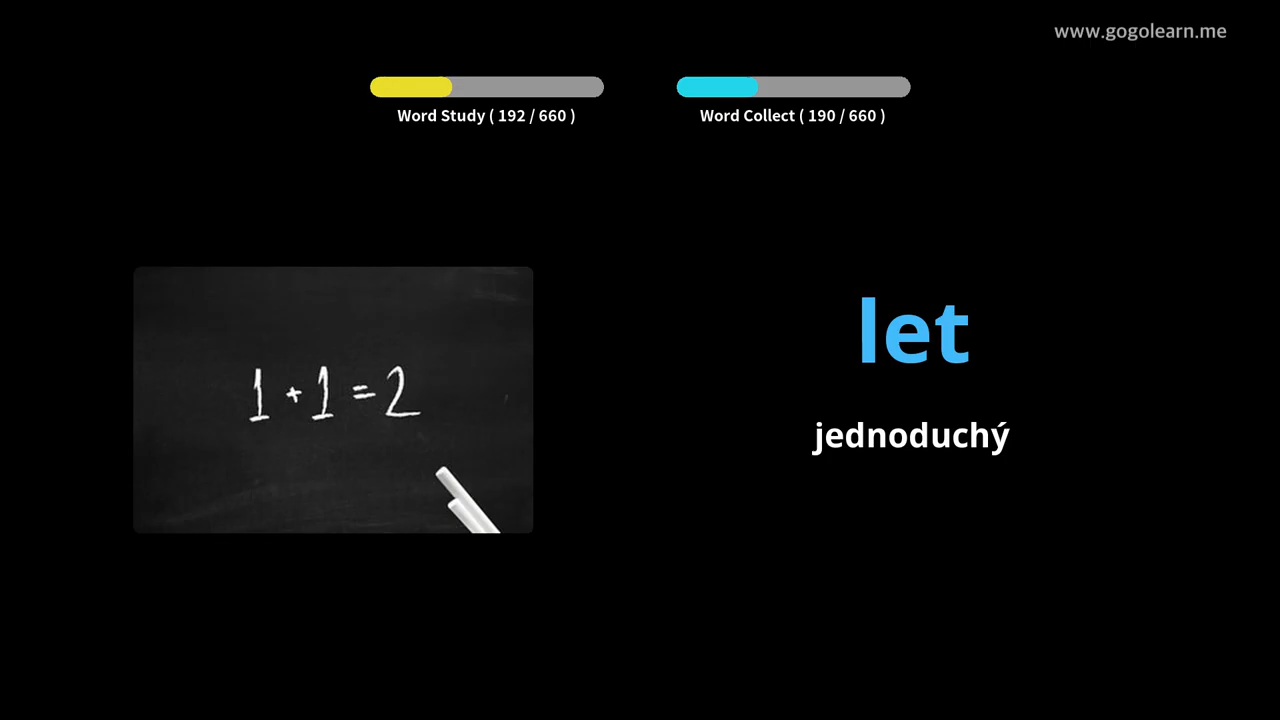 www.gogolearn.me
Word Study ( 192 / 660 )
Word Collect ( 190 / 660 )
1 + 1 = 2
let
jednoduchý